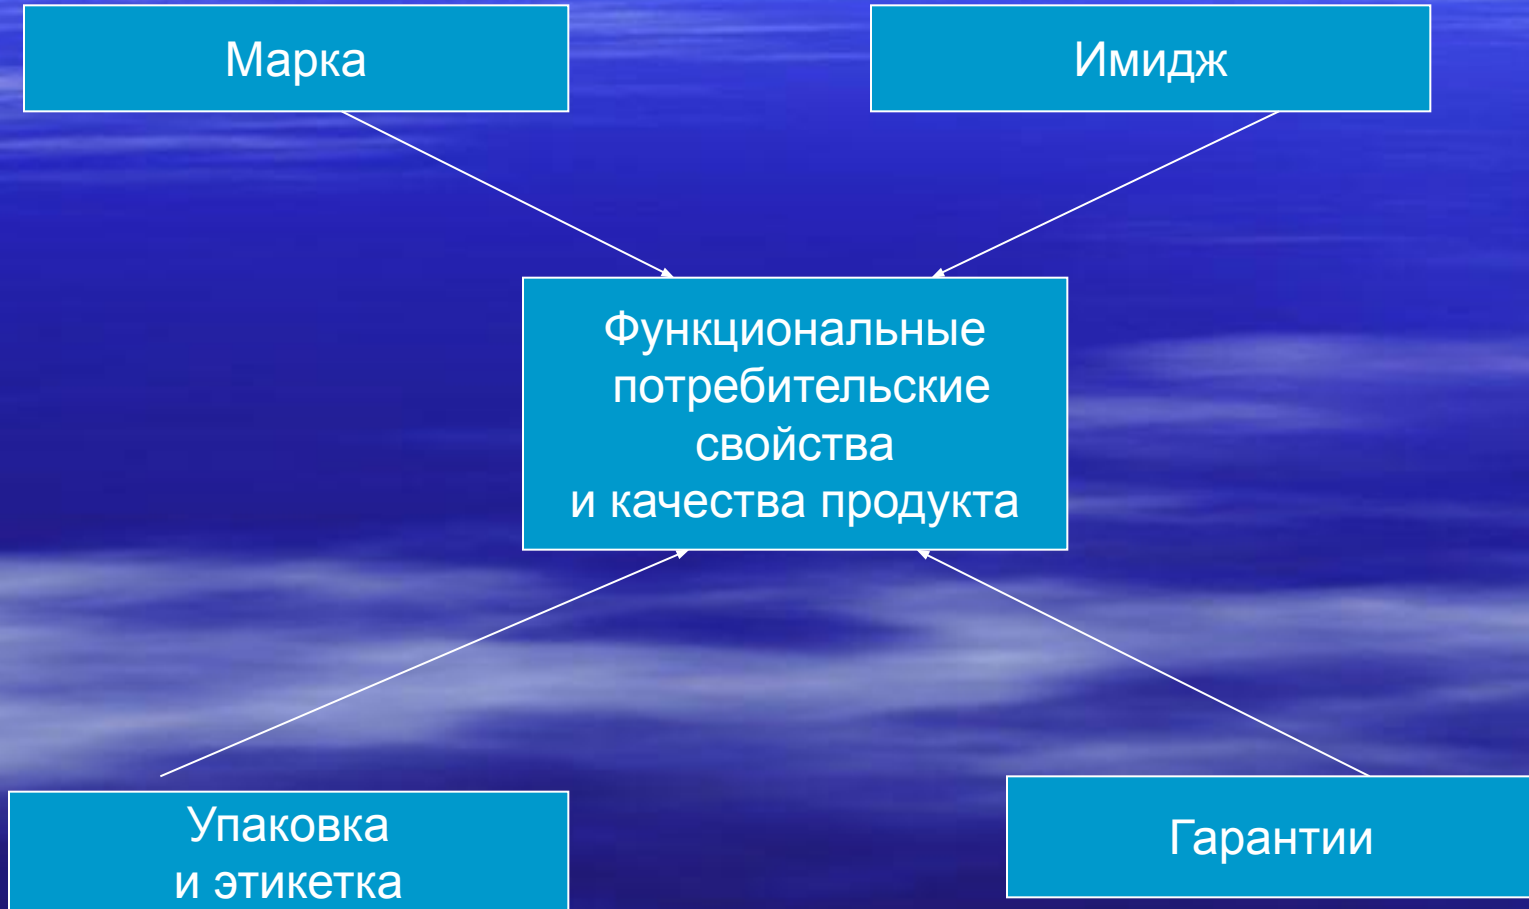 Марка
Имидж
Функциональные
потребительские
свойства
и качества продукта
Упаковка
и этикетка
Гарантии